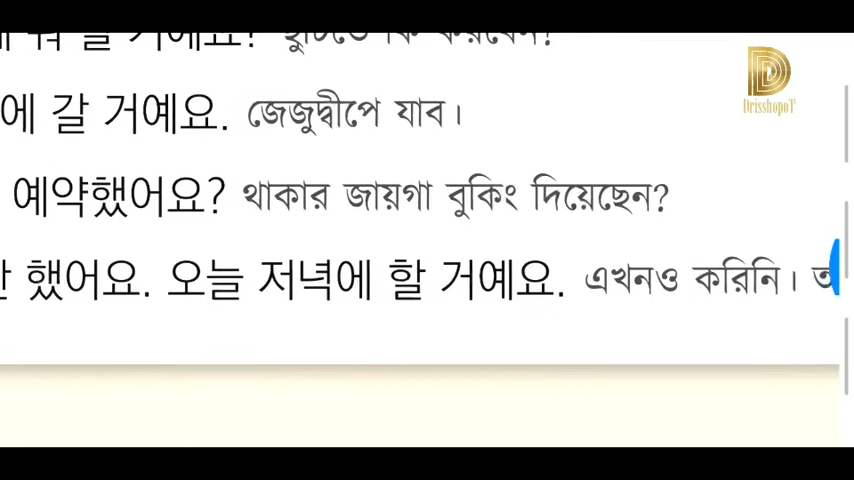 DrisshopoT
에 갈 거예요. জেজুদ্বীপে যাব।
예약했어요? থাকার জায়গা বুকিং দিয়েছেন?
했어요. 오늘 저녁에 할 거예요. এখনও করিনি।